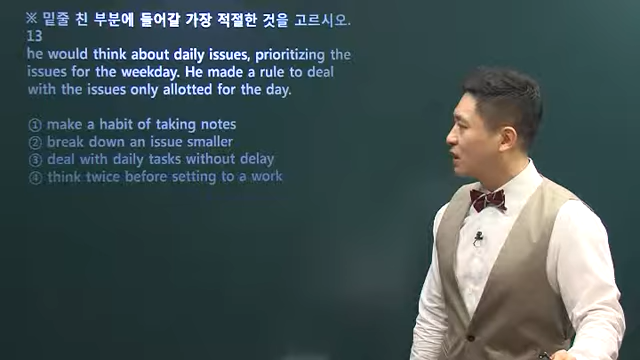 ※ 밑줄 친 부분에 들어갈 가장 적절한 것을 고르시오.
13
he would think about daily issues, prioritizing the
issues for the weekday. He made a rule to deal
with the issues only allotted for the day.
① make a habit of taking notes
② break down an issue smaller
③ deal with daily tasks without delay
④ think twice before setting to a work